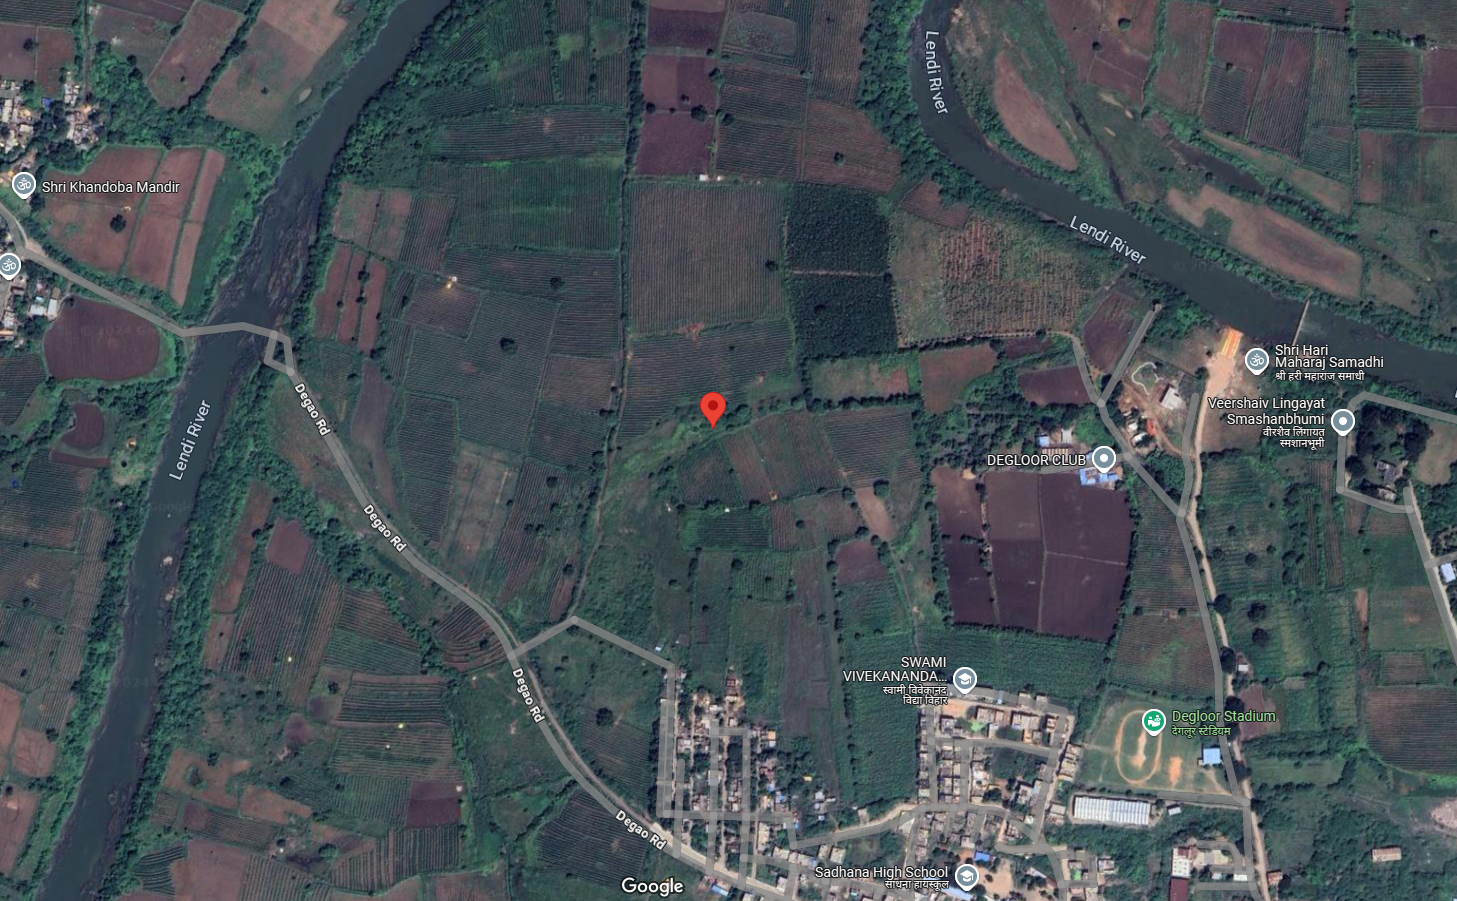 Lendi River
Shri Khandoba Mandir
Lendi River
Shri Hari
Maharaj Samadhi
श्री हरी महाराज समाधी
Veershaiv Lingayat
Smashanbhumi
वीरशैव लिंगायत
स्मशानभूमी
Degao Rd
Lendi River
DEGLOOR CLUB
Degao Rd
SWAMI
VIVEKANANDA...
स्वामी विवेकानंद
विद्या विहार
Degao Rd
Degloor Stadium
देगलूर स्टेडियम
Degao Rd
Sadhana High School
साधना हायस्कूल
Google